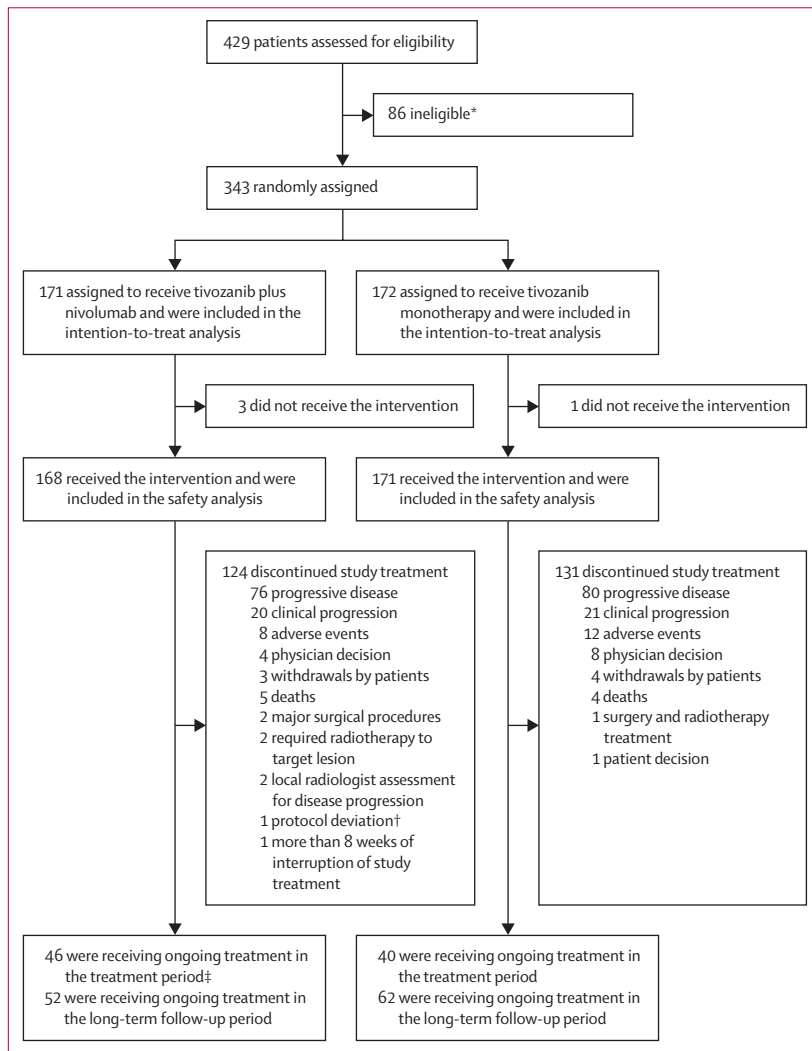 429 patients assessed for eligibility
86 ineligible*
343 randomly assigned
171 assigned to receive tivozanib plus
nivolumab and were included in the
intention-to-treat analysis
172 assigned to receive tivozanib
monotherapy and were included in
the intention-to-treat analysis
3 did not receive the intervention
1 did not receive the intervention
168 received the intervention and were
included in the safety analysis
171 received the intervention and were
included in the safety analysis
124 discontinued study treatment
76 progressive disease
20 clinical progression
8 adverse events
4 physician decision
3 withdrawals by patients
5 deaths
2 major surgical procedures
2 required radiotherapy to
target lesion
2 local radiologist assessment
for disease progression
1 protocol deviation†
1 more than 8 weeks of
interruption of study
treatment
131 discontinued study treatment
80 progressive disease
21 clinical progression
12 adverse events
8 physician decision
4 withdrawals by patients
4 deaths
1 surgery and radiotherapy
treatment
1 patient decision
46 were receiving ongoing treatment in
the treatment period‡
52 were receiving ongoing treatment in
the long-term follow-up period
40 were receiving ongoing treatment in
the treatment period
62 were receiving ongoing treatment in
the long-term follow-up period